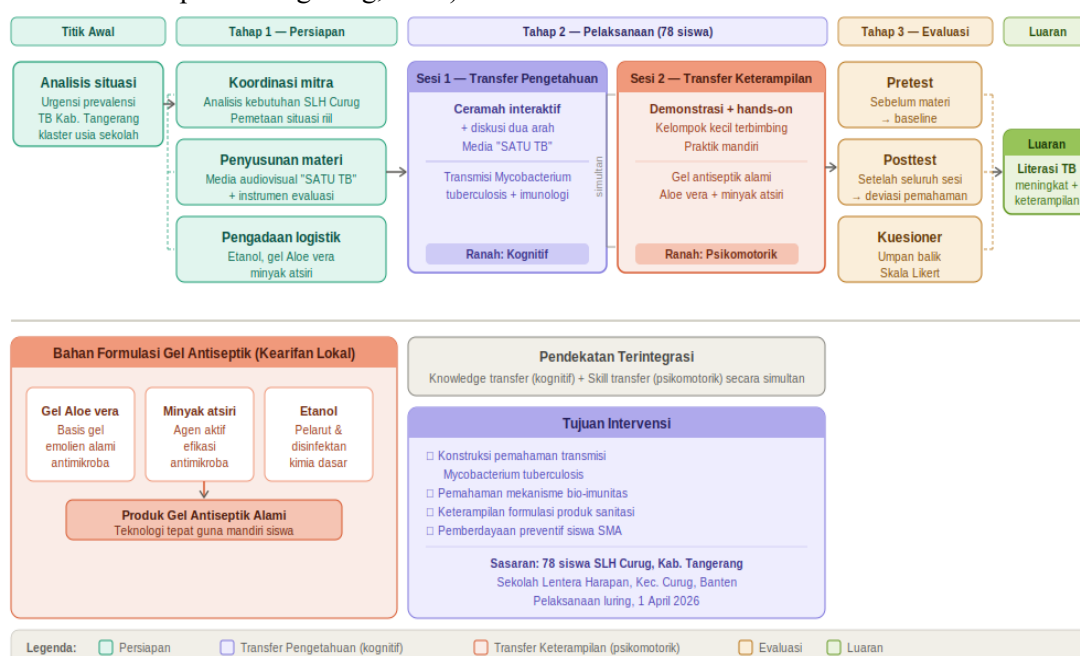 Titik Awal
Tahap 1 — Persiapan
Tahap 2 — Pelaksanaan (78 siswa)
Tahap 3 — Evaluasi
Luaran
Analisis situasi
Urgensi prevalensi
TB Kab. Tangerang
klaster usia sekolah
Koordinasi mitra
Analisis kebutuhan SLH Curug
Pemetaan situasi riil
Penyusunan materi
Media audiovisual "SATU TB"
+ instrumen evaluasi
Pengadaan logistik
Etanol, gel Aloe vera
minyak atsiri
Sesi 1 — Transfer Pengetahuan
Ceramah interaktif
+ diskusi dua arah
Media "SATU TB"
Transmisi Mycobacterium
tuberculosis + imunologi
Ranah: Kognitif
simultan
Sesi 2 — Transfer Keterampilan
Demonstrasi + hands-on
Kelompok kecil terbimbing
Praktik mandiri
Gel antiseptik alami
Aloe vera + minyak atsiri
Ranah: Psikomotorik
Pretest
Sebelum materi
→ baseline
Posttest
Setelah seluruh sesi
→ deviasi pemahaman
Kuesioner
Umpan balik
Skala Likert
Luaran
Literasi TB
meningkat +
keterampilan
Bahan Formulasi Gel Antiseptik (Kearifan Lokal)
Gel Aloe vera
Basis gel
emolien alami
antimikroba
Minyak atsiri
Agen aktif
efikasi
antimikroba
Etanol
Pelarut &
disinfektan
kimia dasar
Produk Gel Antiseptik Alami
Teknologi tepat guna mandiri siswa
Pendekatan Terintegrasi
Knowledge transfer (kognitif) + Skill transfer (psikomotorik) secara simultan
Tujuan Intervensi
Konstruksi pemahaman transmisi
Mycobacterium tuberculosis
Pemahaman mekanisme bio-imunitas
Keterampilan formulasi produk sanitasi
Pemberdayaan preventif siswa SMA
Sasaran: 78 siswa SLH Curug, Kab. Tangerang
Sekolah Lentera Harapan, Kec. Curug, Banten
Pelaksanaan luring, 1 April 2026
Legenda:
Persiapan
Transfer Pengetahuan (kognitif)
Transfer Keterampilan (psikomotorik)
Evaluasi
Luaran